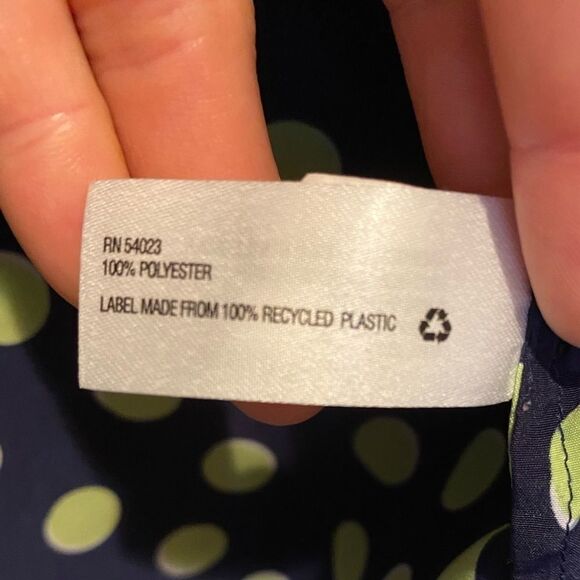 RN 54023
100% POLYESTER
LABEL MADE FROM 100% RECYCLED PLASTIC